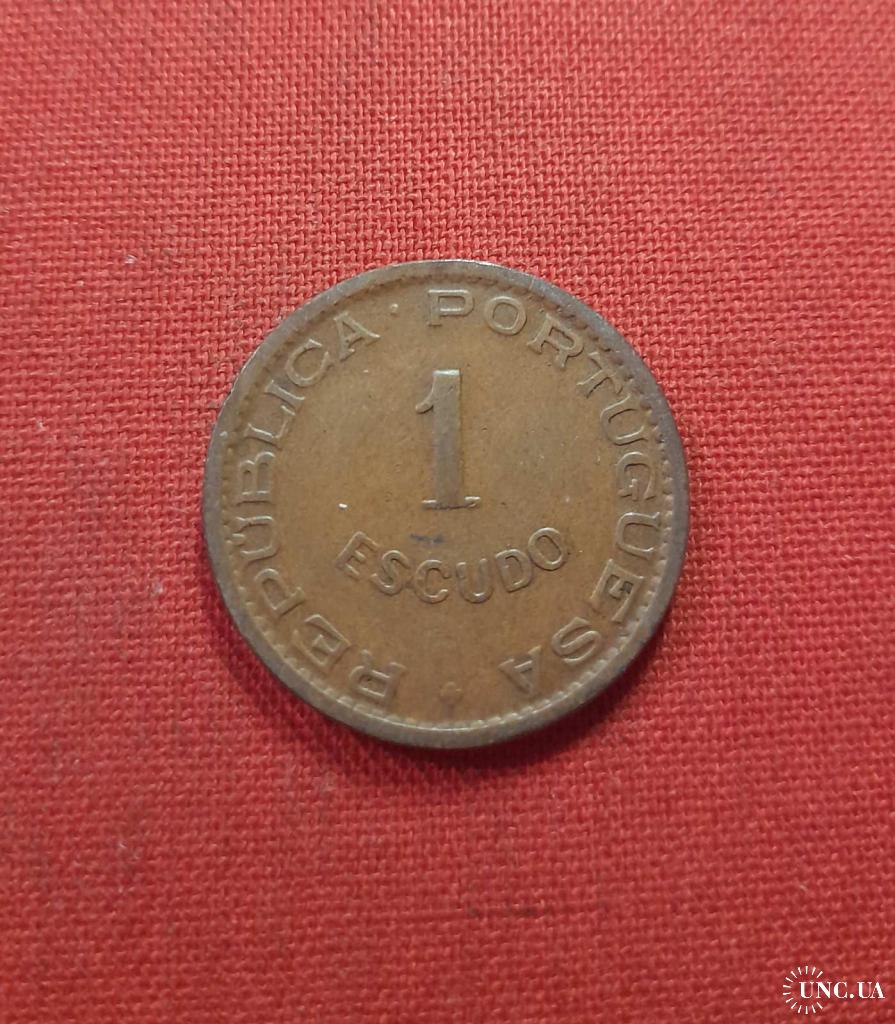 REPÚBLICA · PORTUGUESA ·
1
ESCUDO
UNC.UA